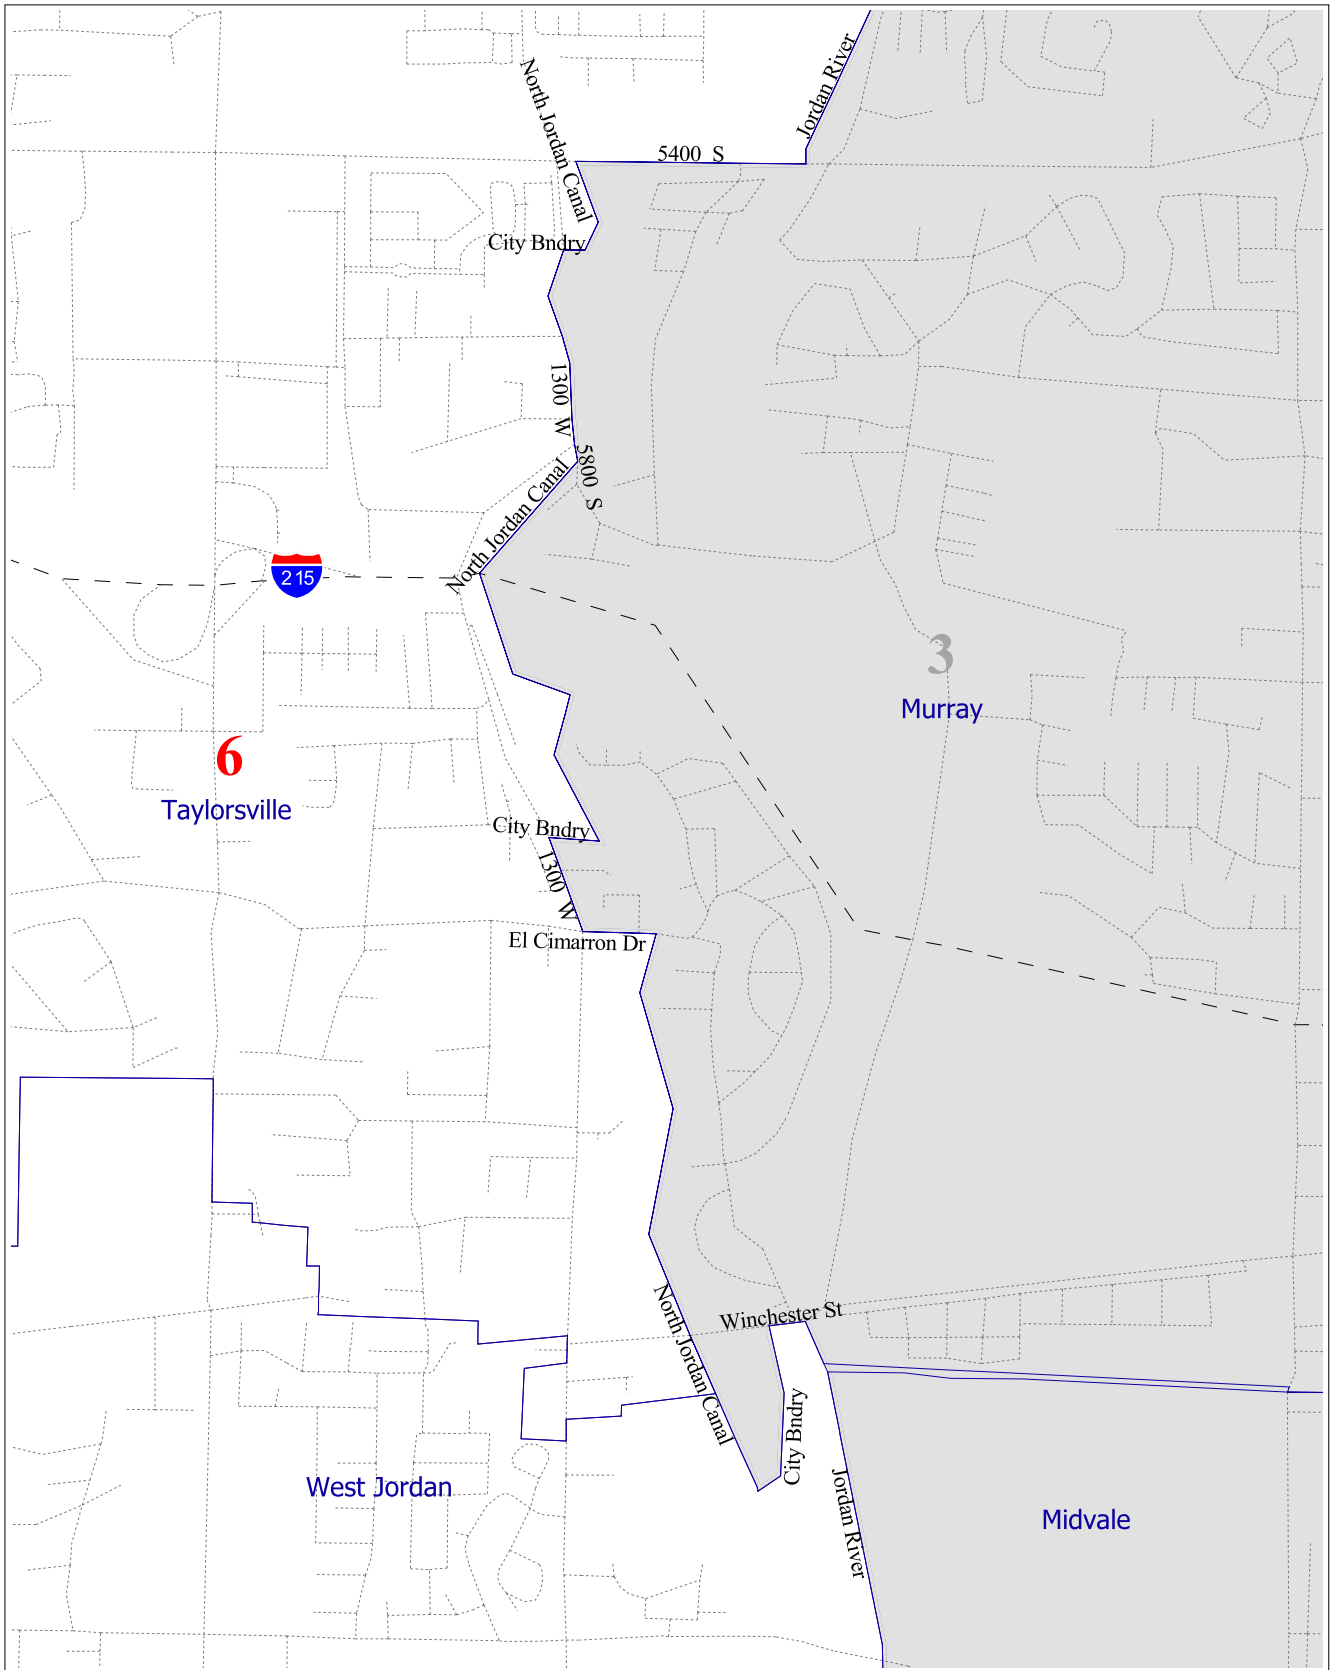 Jordan River
North Jordan Canal
5400 S
City Bndry
1300 W
5800 S
North Jordan Canal
215
3
Murray
6
Taylorsville
City Bndry
1300 W
El Cimarron Dr
North Jordan Canal
Winchester St
City Bndry
Jordan River
West Jordan
Midvale